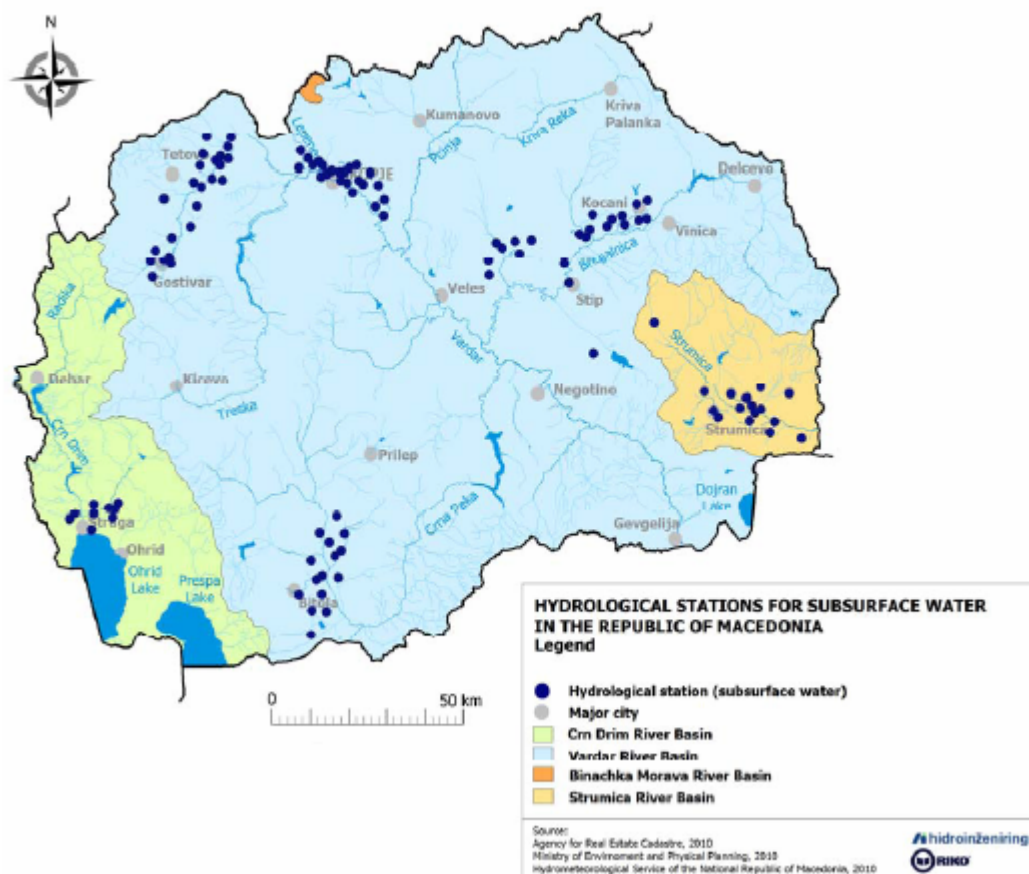 N
Kumanovo
Kriva
Palanka
Kriva Reka
Pcinja
Tetovo
Delcevo
Kocani
Vinica
Bregalnica
Gostivar
Radika
Veles
Stip
Vardar
Strumica
Debar
Kicevo
Treska
Negotino
Crn Drim
Strumica
Prilep
Crna Reka
Dojran
Lake
Gevgelija
Struga
Ohrid
Ohrid
Lake
Prespa
Lake
Bitola
0 50 km
HYDROLOGICAL STATIONS FOR SUBSURFACE WATER
IN THE REPUBLIC OF MACEDONIA
Legend
Hydrological station (subsurface water)
Major city
Crn Drim River Basin
Vardar River Basin
Binachka Morava River Basin
Strumica River Basin
Source:
Agency for Real Estate Cadastre, 2010
Ministry of Environment and Physical Planning, 2010
Hydrometeorological Service of the National Republic of Macedonia, 2010
hidroinženiring
RIKO